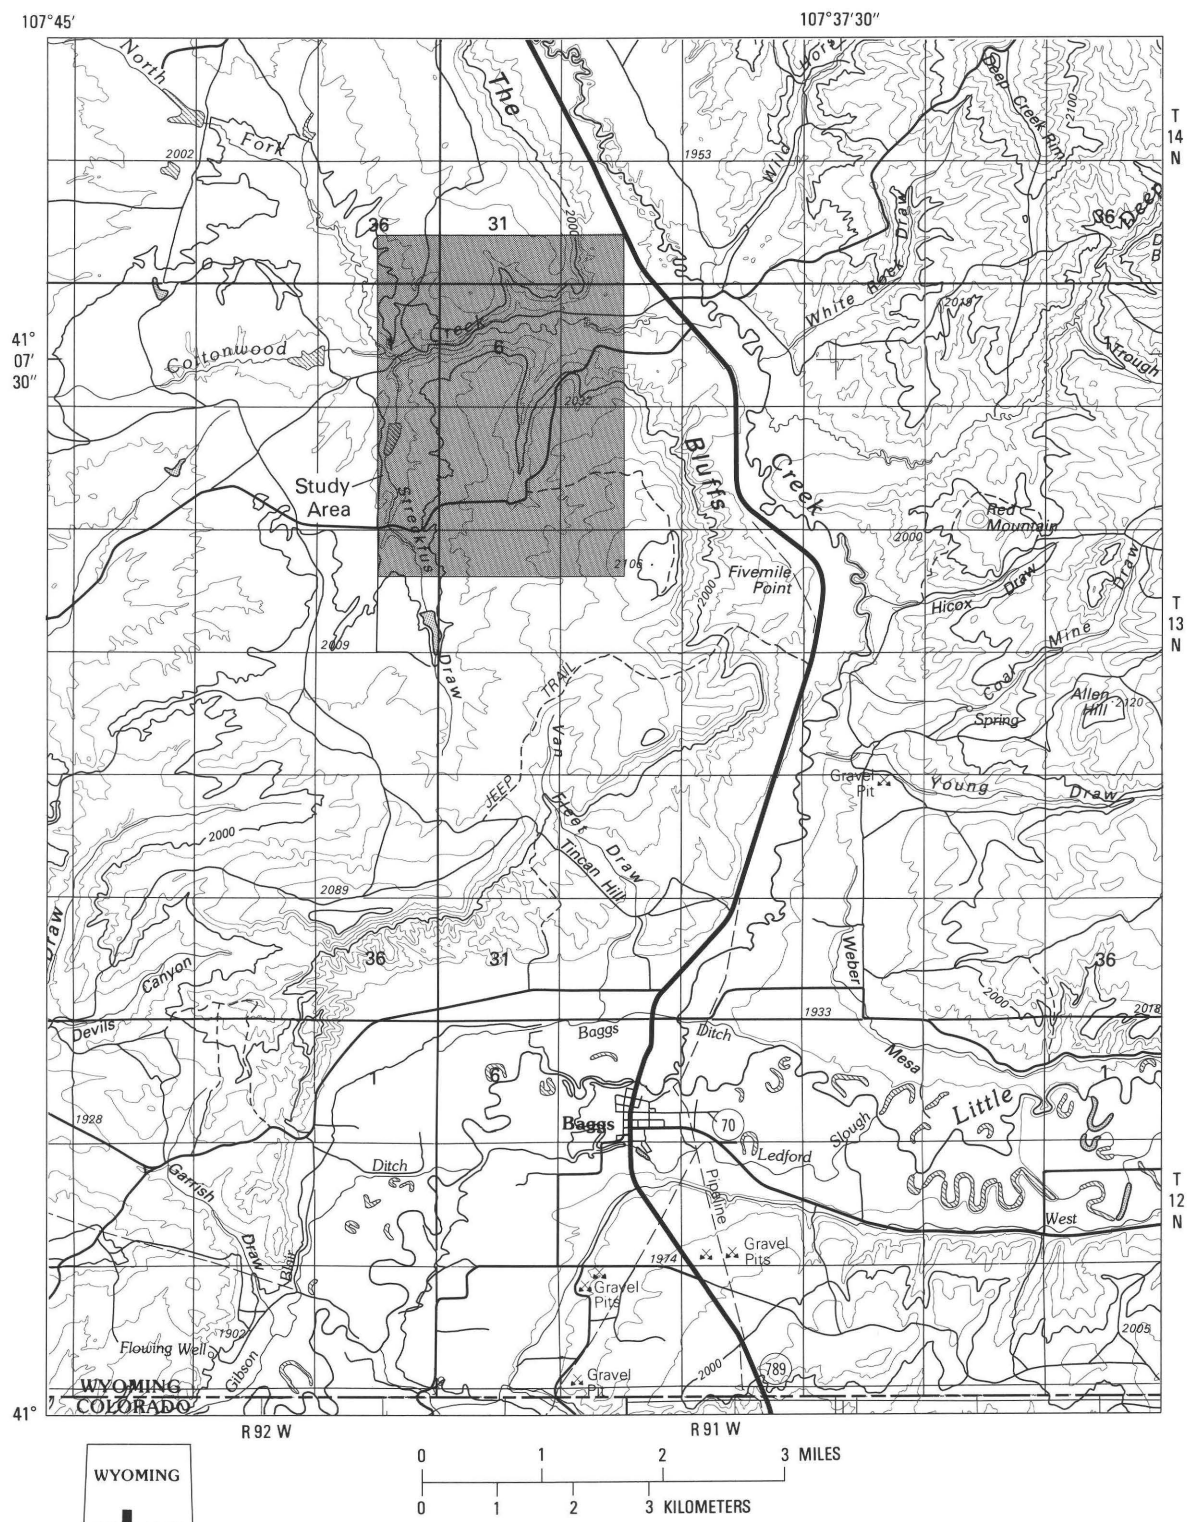 107°45'
107°37'30"
North
Fork
The
Wild
Horse
Deep
Creek Rim
2100
T
14
N
2002
1953
36
31
2000
36
Deep
White Rock Draw
2019
41°
07'
30"
Cottonwood
Creek
6
1
Trough
2032
Bluffs
Creek
Study
Area
Streakfus
Draw
Red
Mountain
2000
2106
2000
Fivemile
Point
Hicox
Draw
T
13
N
2009
Coal
Mine
Draw
Allen
Hill
2120
Spring
JEEP
TRAIL
Van
Fleet
Draw
Gravel
Pit
Young
Draw
2000
Tincan Hill
2089
Draw
Weber
Canyon
Devils
36
31
36
2000
2018
1933
Baggs
Ditch
Mesa
1
6
1
Little
Baggs
70
1928
Slough
Ledford
Ditch
Garrish
Draw
Pipeline
West
T
12
N
Blair
1974
Gravel
Pits
Gravel
Pits
1902
Flowing Well
Gibson
2005
2000
789
Gravel
Pit
WYOMING
COLORADO
41°
R 92 W
R 91 W
WYOMING
0 1 2 3 MILES
0 1 2 3 KILOMETERS